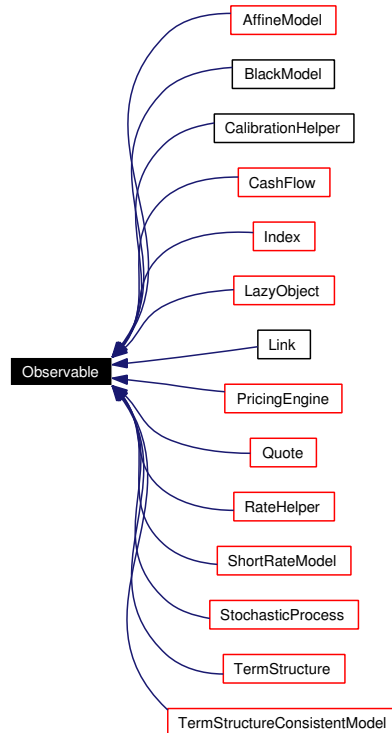 AffineModel
BlackModel
CalibrationHelper
CashFlow
Index
LazyObject
Link
Observable
PricingEngine
Quote
RateHelper
ShortRateModel
StochasticProcess
TermStructure
TermStructureConsistentModel